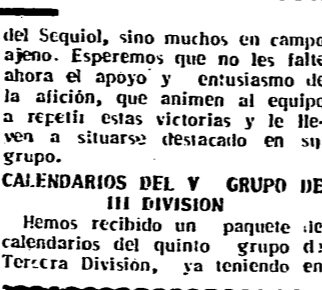 del Sequiol, sino muchos en campo
ajeno. Esperemos que no les falte
ahora el apoyo y entusiasmo de
la afición, que animen al equipo
a repetir estas victorias y le lle-
ven a situarse destacado en su
grupo.
CALENDARIOS DEL V GRUPO DE
III DIVISION
Hemos recibido un paquete de
calendarios del quinto grupo de
Tercera División, ya teniendo en